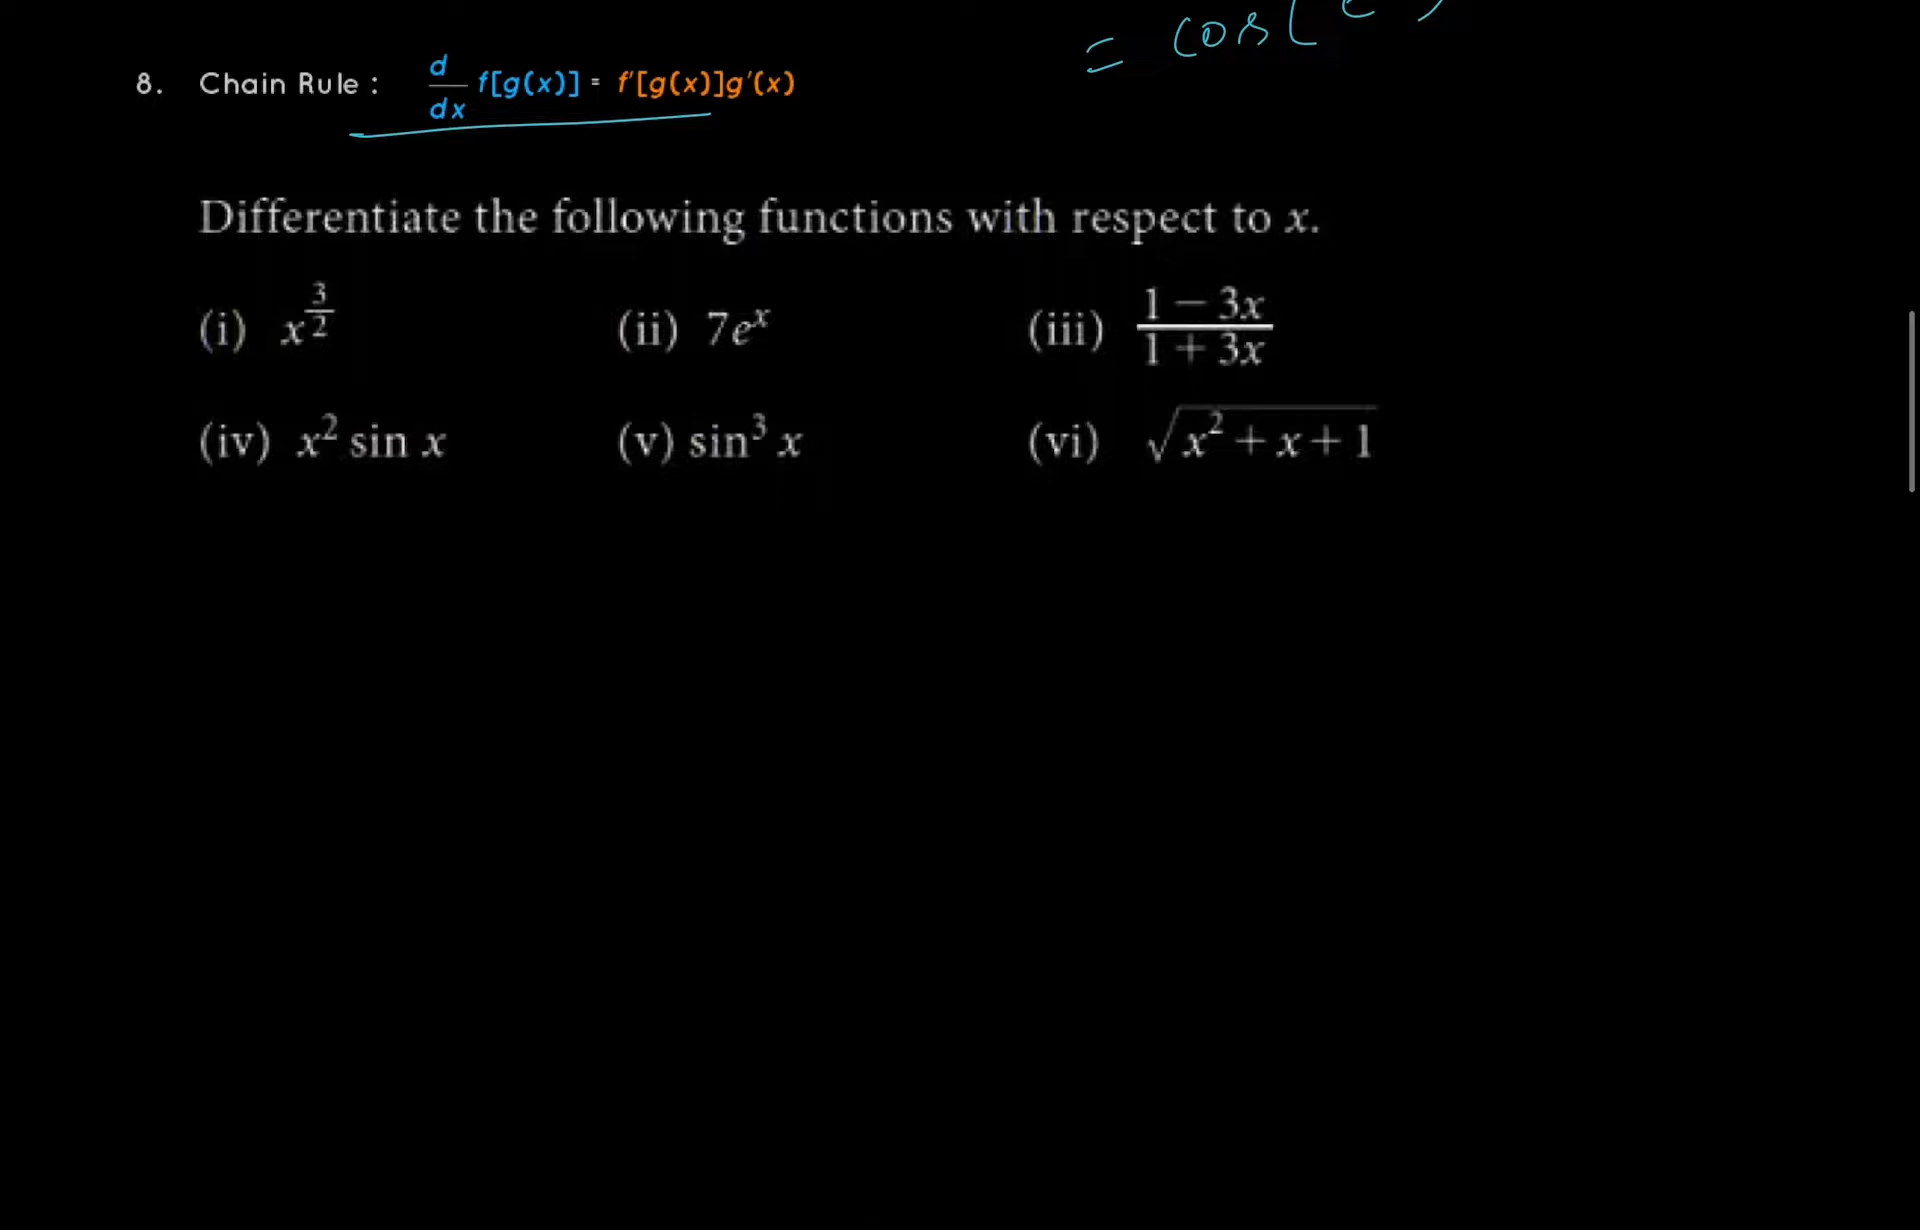 = cos(e
8. Chain Rule : d/dx f[g(x)] = f'[g(x)]g'(x)
Differentiate the following functions with respect to x.
(i) x^(3/2) (ii) 7e^x (iii) (1 − 3x)/(1 + 3x)
(iv) x² sin x (v) sin³ x (vi) √(x² + x + 1)